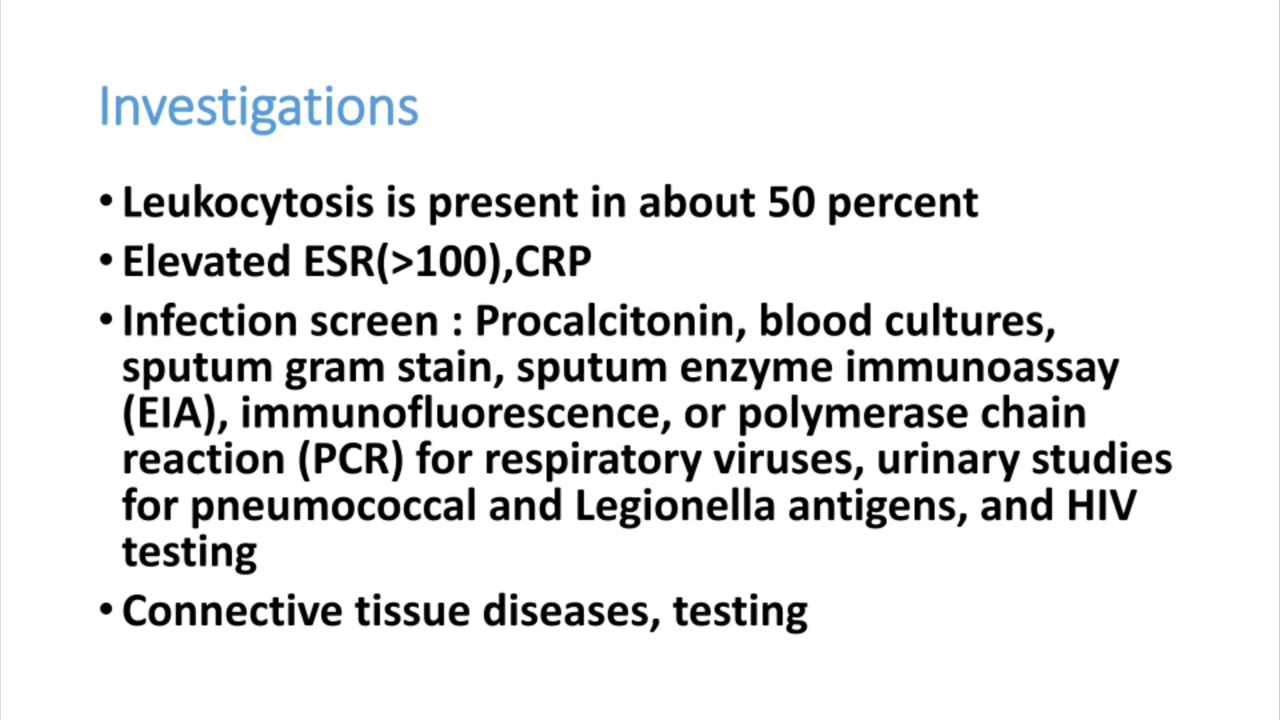 Investigations
• Leukocytosis is present in about 50 percent
• Elevated ESR(>100),CRP
• Infection screen : Procalcitonin, blood cultures,
sputum gram stain, sputum enzyme immunoassay
(EIA), immunofluorescence, or polymerase chain
reaction (PCR) for respiratory viruses, urinary studies
for pneumococcal and Legionella antigens, and HIV
testing
• Connective tissue diseases, testing